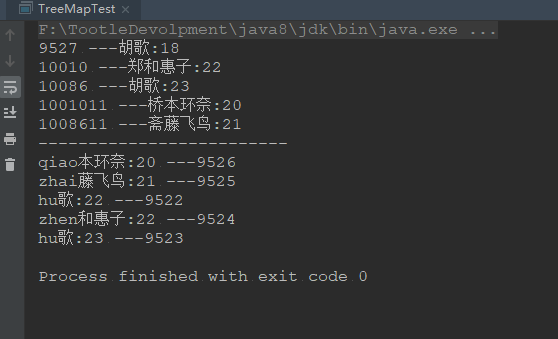 TreeMapTest ×
F:\TootleDevolpment\java8\jdk\bin\java.exe ...
9527 ---胡歌:18
10010 ---郑和惠子:22
10086 ---胡歌:23
1001011 ---桥本环奈:20
1008611 ---斋藤飞鸟:21
-------------------------
qiao本环奈:20 ---9526
zhai藤飞鸟:21 ---9525
hu歌:22 ---9522
zhen和惠子:22 ---9524
hu歌:23 ---9523
Process finished with exit code 0